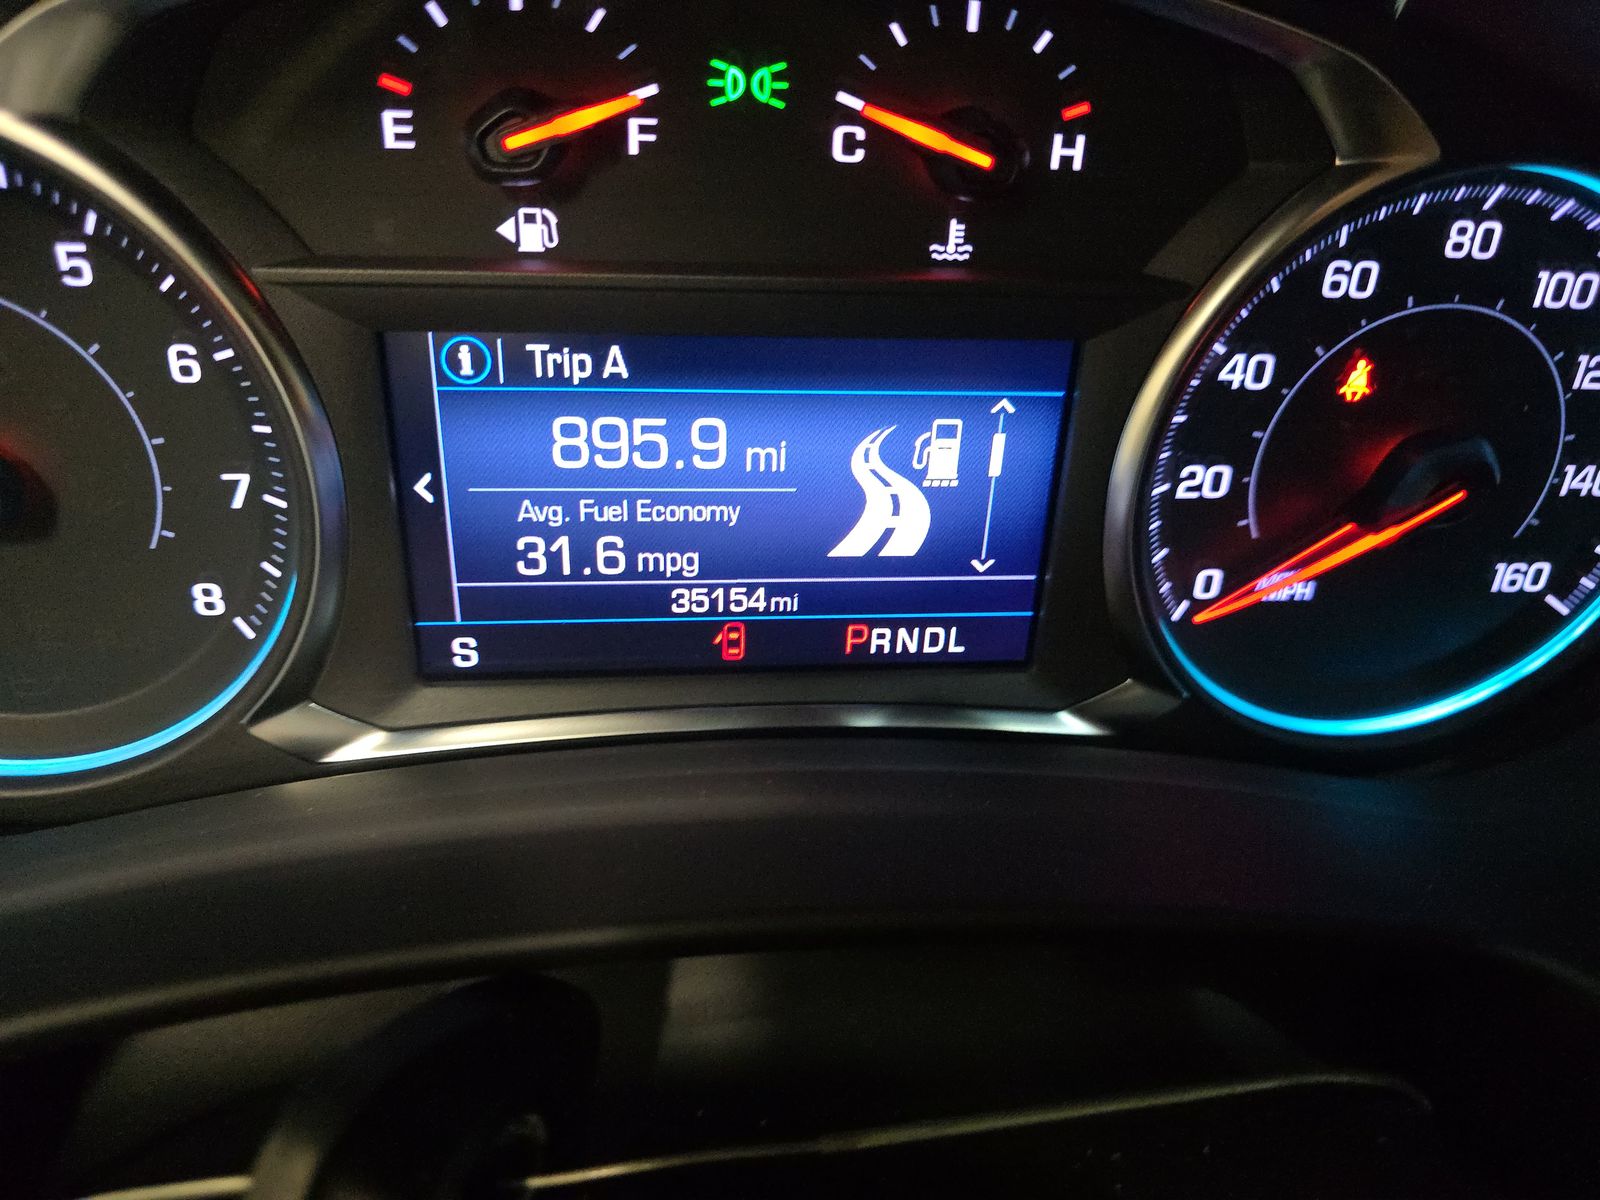 E F
C H
5
6
7
8
Trip A
895.9 mi
Avg. Fuel Economy
31.6 mpg
35154 mi
S
PRNDL
0
20
40
60
80
100
160
MPH